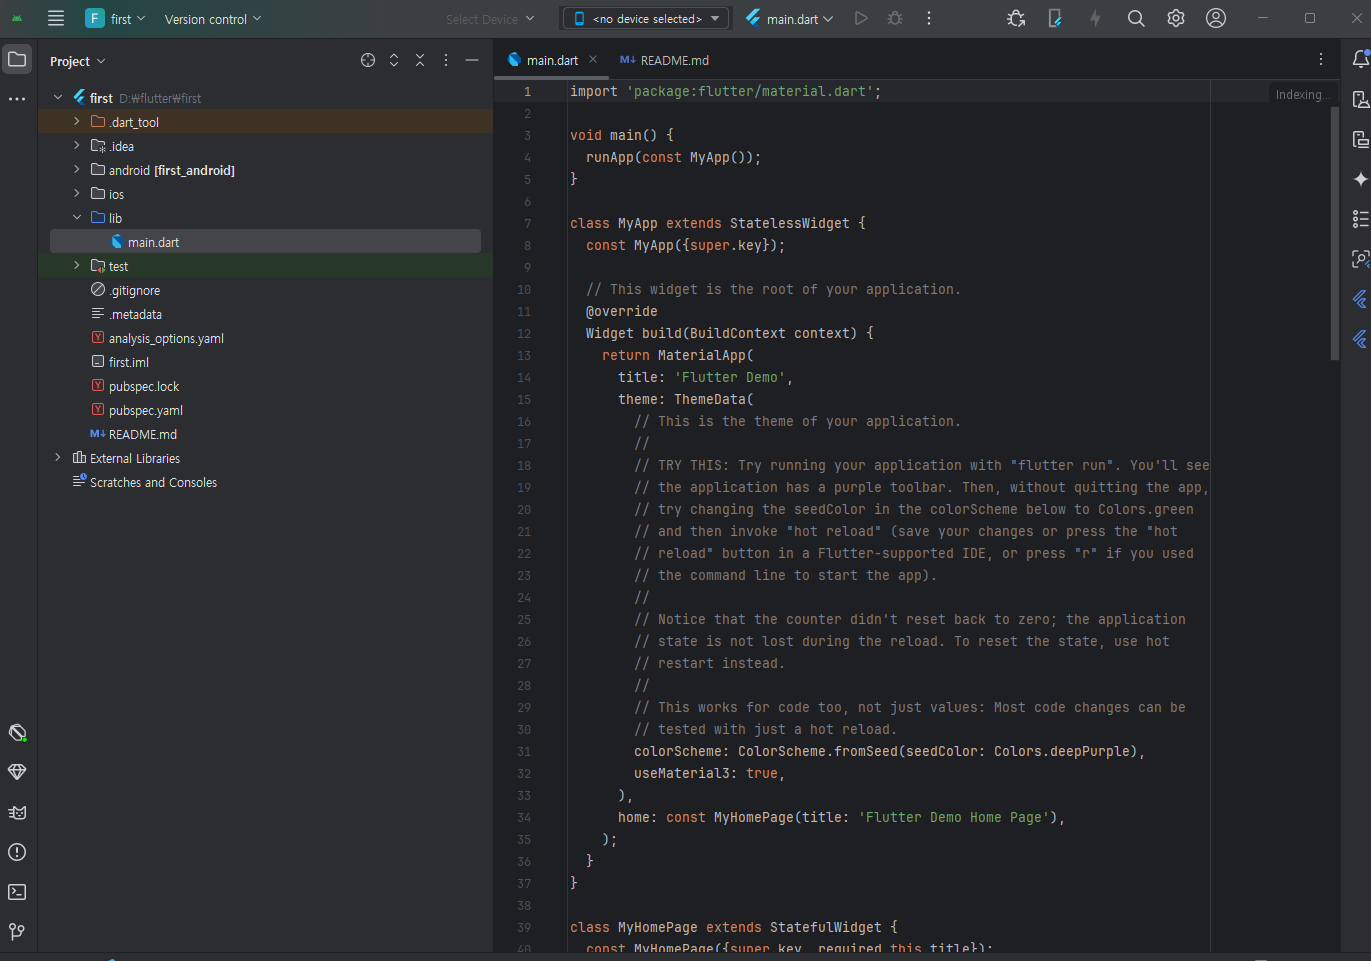 F first Version control Select Device <no device selected> main.dart
Project
main.dart
M↓ README.md
first D:₩flutter₩first
.dart_tool
.idea
android [first_android]
ios
lib
main.dart
test
.gitignore
.metadata
Y analysis_options.yaml
first.iml
Y pubspec.lock
Y pubspec.yaml
M↓ README.md
External Libraries
Scratches and Consoles
Indexing...
1 import 'package:flutter/material.dart';
2
3 void main() {
4 runApp(const MyApp());
5 }
6
7 class MyApp extends StatelessWidget {
8 const MyApp({super.key});
9
10 // This widget is the root of your application.
11 @override
12 Widget build(BuildContext context) {
13 return MaterialApp(
14 title: 'Flutter Demo',
15 theme: ThemeData(
16 // This is the theme of your application.
17 //
18 // TRY THIS: Try running your application with "flutter run". You'll see
19 // the application has a purple toolbar. Then, without quitting the app,
20 // try changing the seedColor in the colorScheme below to Colors.green
21 // and then invoke "hot reload" (save your changes or press the "hot
22 // reload" button in a Flutter-supported IDE, or press "r" if you used
23 // the command line to start the app).
24 //
25 // Notice that the counter didn't reset back to zero; the application
26 // state is not lost during the reload. To reset the state, use hot
27 // restart instead.
28 //
29 // This works for code too, not just values: Most code changes can be
30 // tested with just a hot reload.
31 colorScheme: ColorScheme.fromSeed(seedColor: Colors.deepPurple),
32 useMaterial3: true,
33 ),
34 home: const MyHomePage(title: 'Flutter Demo Home Page'),
35 );
36 }
37 }
38
39 class MyHomePage extends StatefulWidget {
40 const MyHomePage({super.key, required this.title});